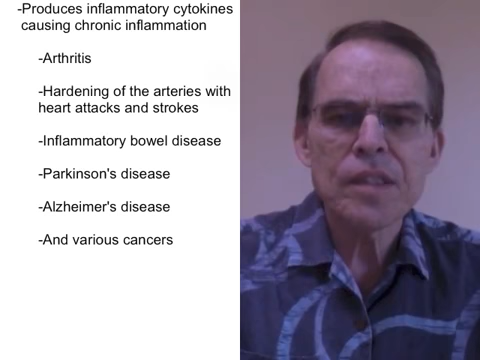 -Produces inflammatory cytokines
causing chronic inflammation
-Arthritis
-Hardening of the arteries with
heart attacks and strokes
-Inflammatory bowel disease
-Parkinson's disease
-Alzheimer's disease
-And various cancers